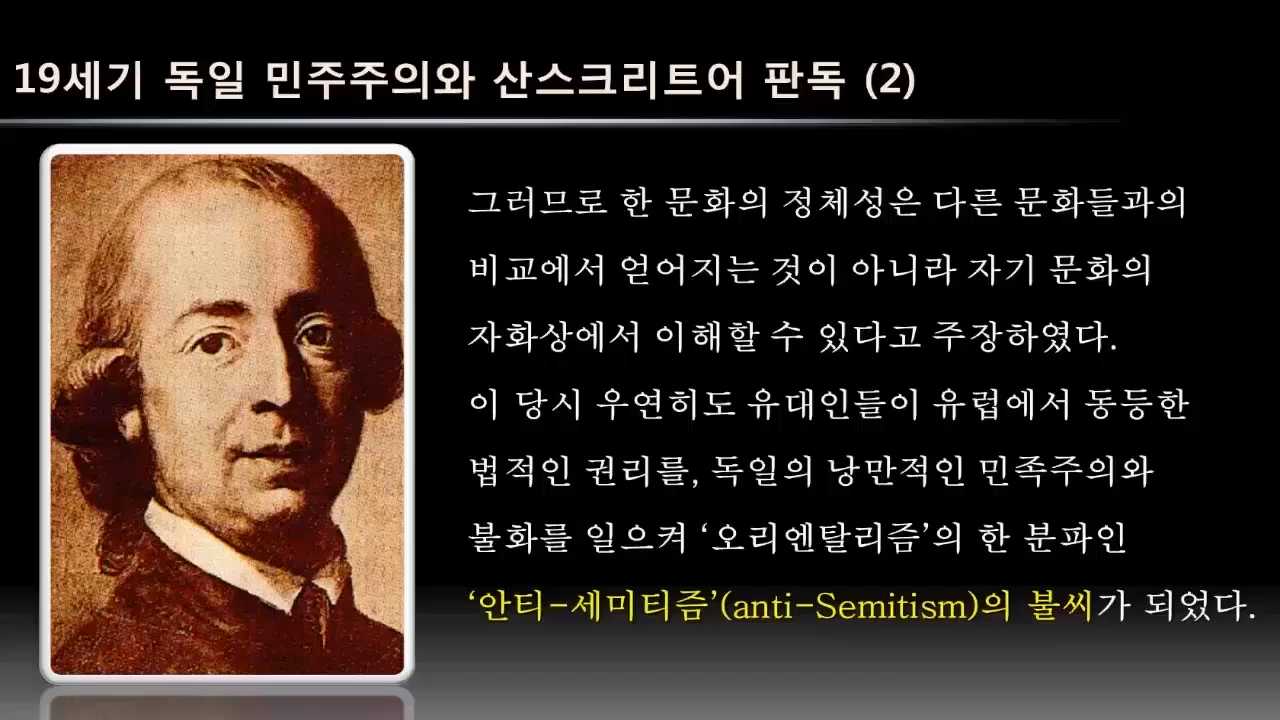 19세기 독일 민주주의와 산스크리트어 판독 (2)
그러므로 한 문화의 정체성은 다른 문화들과의
비교에서 얻어지는 것이 아니라 자기 문화의
자화상에서 이해할 수 있다고 주장하였다.
이 당시 우연히도 유대인들이 유럽에서 동등한
법적인 권리를, 독일의 낭만적인 민족주의와
불화를 일으켜 ‘오리엔탈리즘’의 한 분파인
‘안티-세미티즘’(anti-Semitism)의 불씨가 되었다.